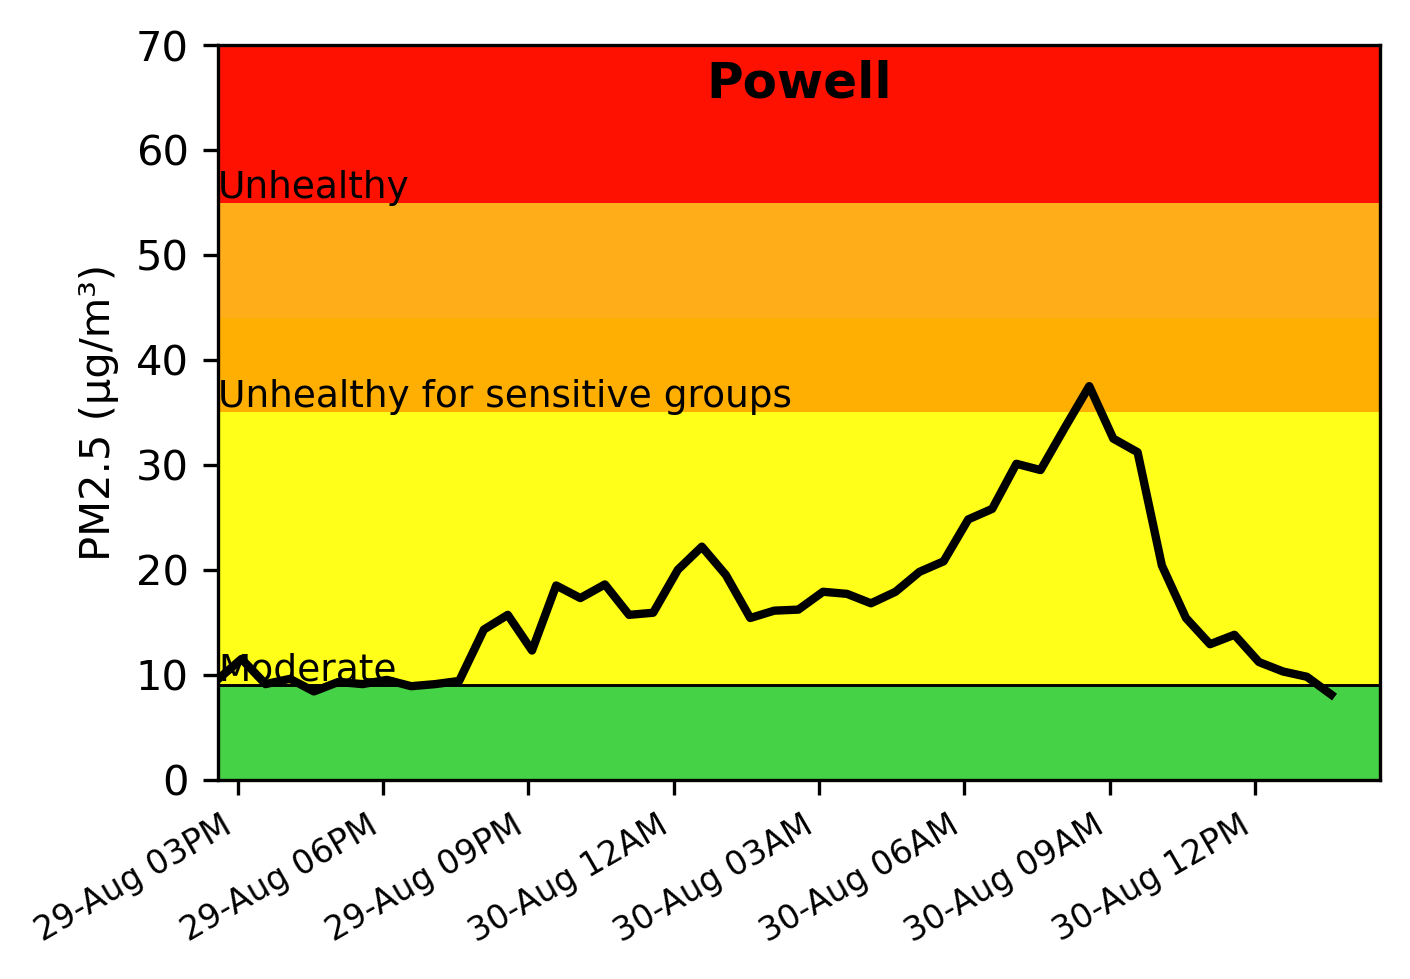 Powell
PM2.5 (µg/m³)
70
60
50
40
30
20
10
0
Unhealthy
Unhealthy for sensitive groups
Moderate
29-Aug 03PM
29-Aug 06PM
29-Aug 09PM
30-Aug 12AM
30-Aug 03AM
30-Aug 06AM
30-Aug 09AM
30-Aug 12PM